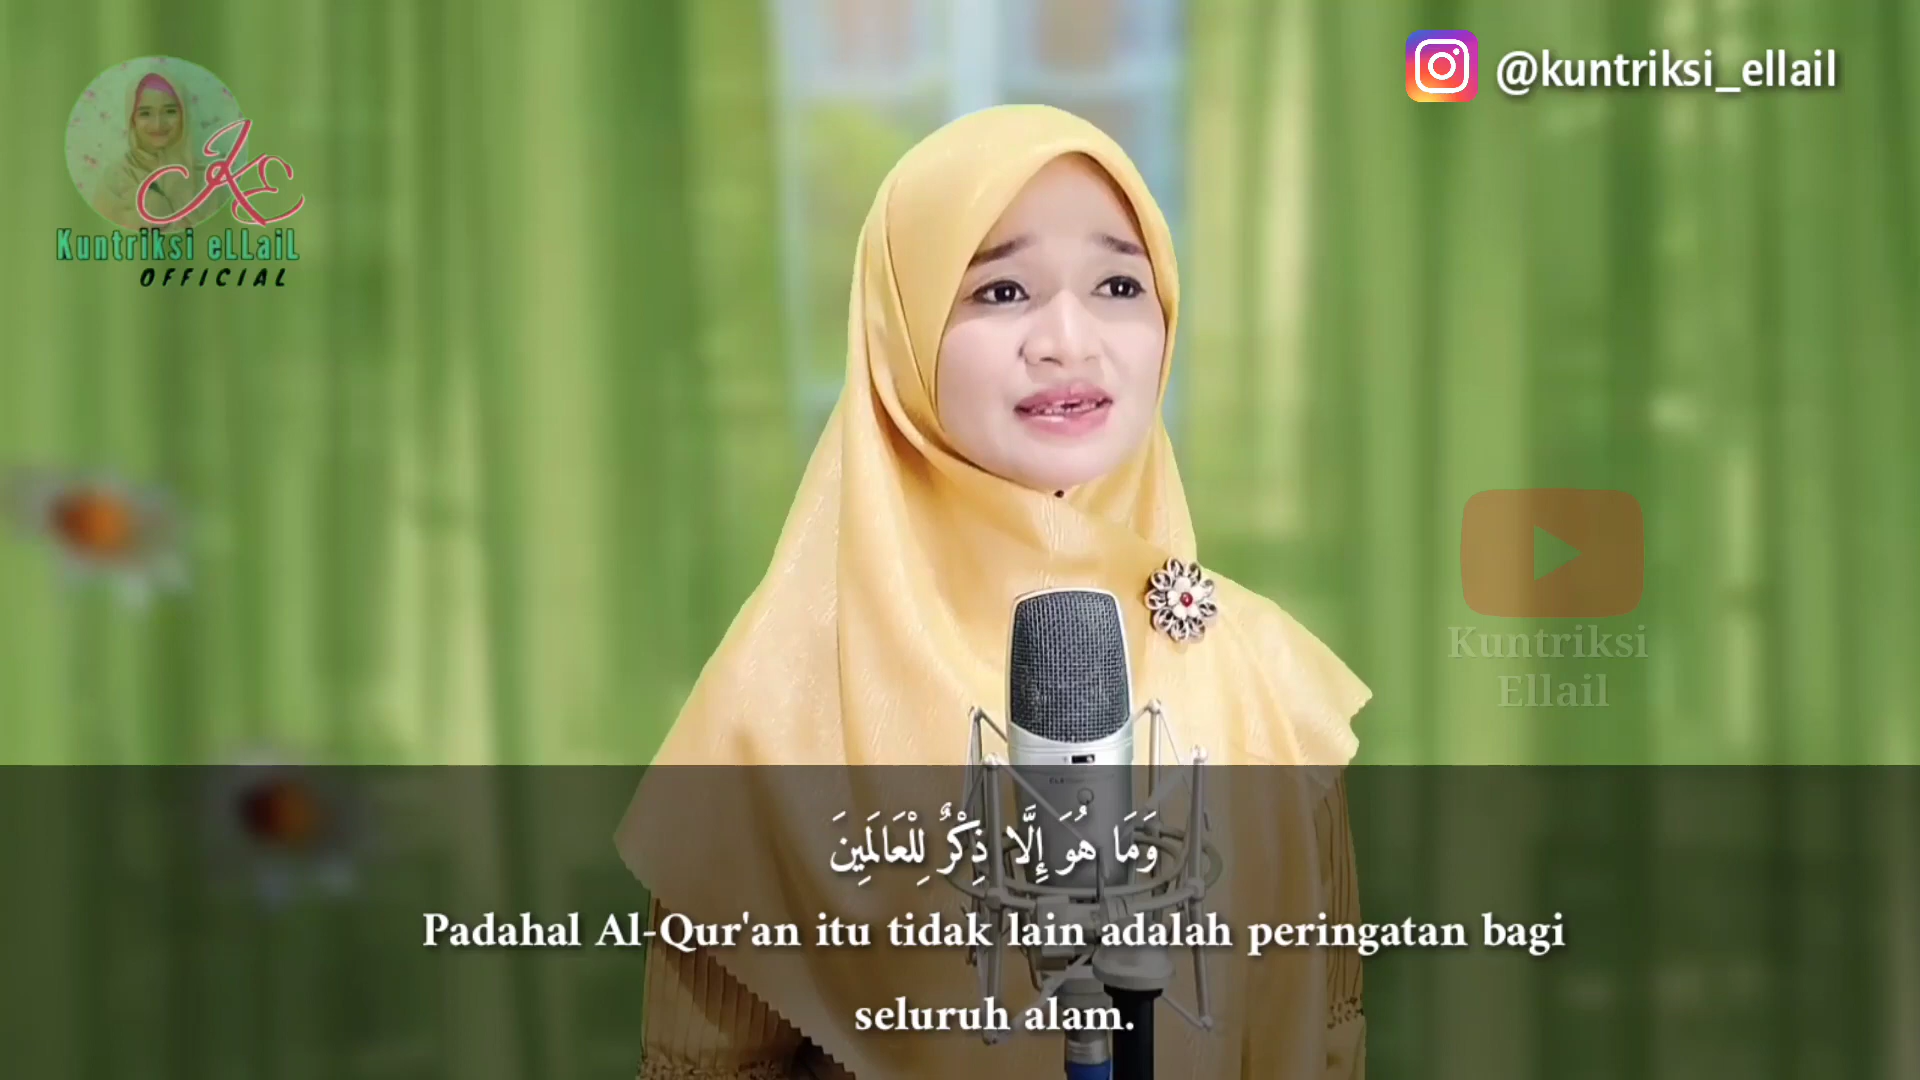 @kuntriksi_ellail
KE
Kuntriksi eLLaiL
OFFICIAL
Kuntriksi
Ellail
وَمَا هُوَ إِلَّا ذِكْرٌ لِلْعَالَمِينَ
Padahal Al-Qur'an itu tidak lain adalah peringatan bagi
seluruh alam.